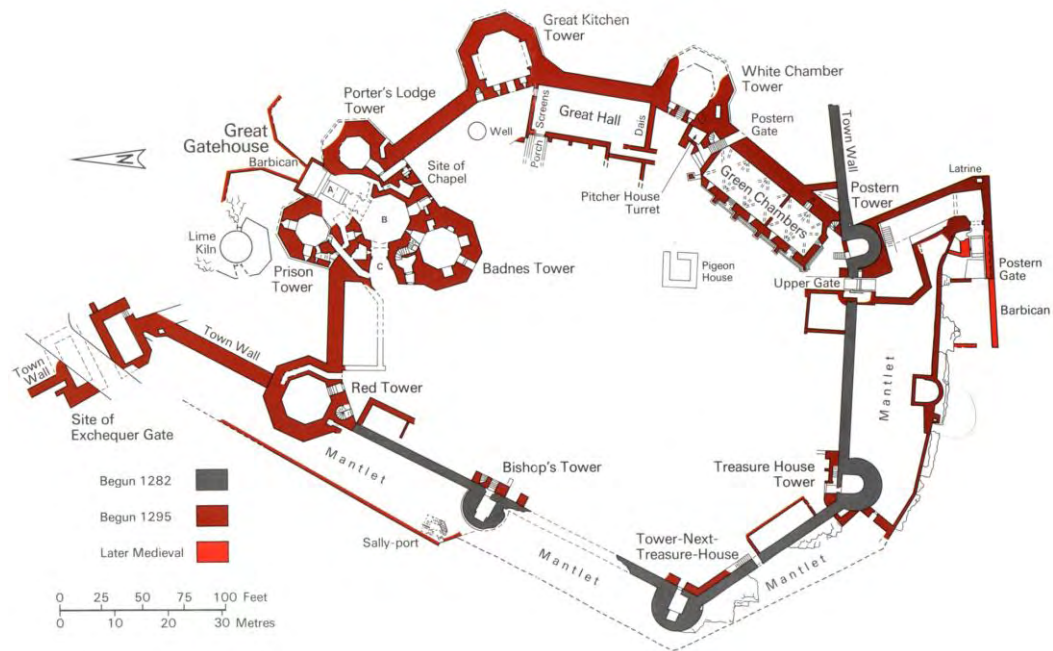 Great Kitchen
Tower
White Chamber
Tower
Porter's Lodge
Tower
Great
Gatehouse
Barbican
N
Well
Screens
Great Hall
Dais
Porch
Postern
Gate
Town Wall
Site of
Chapel
Pitcher House
Turret
Green Chambers
Postern
Tower
Latrine
A
B
C
Lime
Kiln
Prison
Tower
Badnes Tower
Pigeon
House
Upper Gate
Postern
Gate
Barbican
Town Wall
Town
Wall
Red Tower
Site of
Exchequer Gate
Mantlet
Mantlet
Bishop's Tower
Treasure House
Tower
Begun 1282
Begun 1295
Later Medieval
Sally-port
Mantlet
Tower-Next-
Treasure-House
Mantlet
0 50 100 Feet
0 10 20 30 Metres